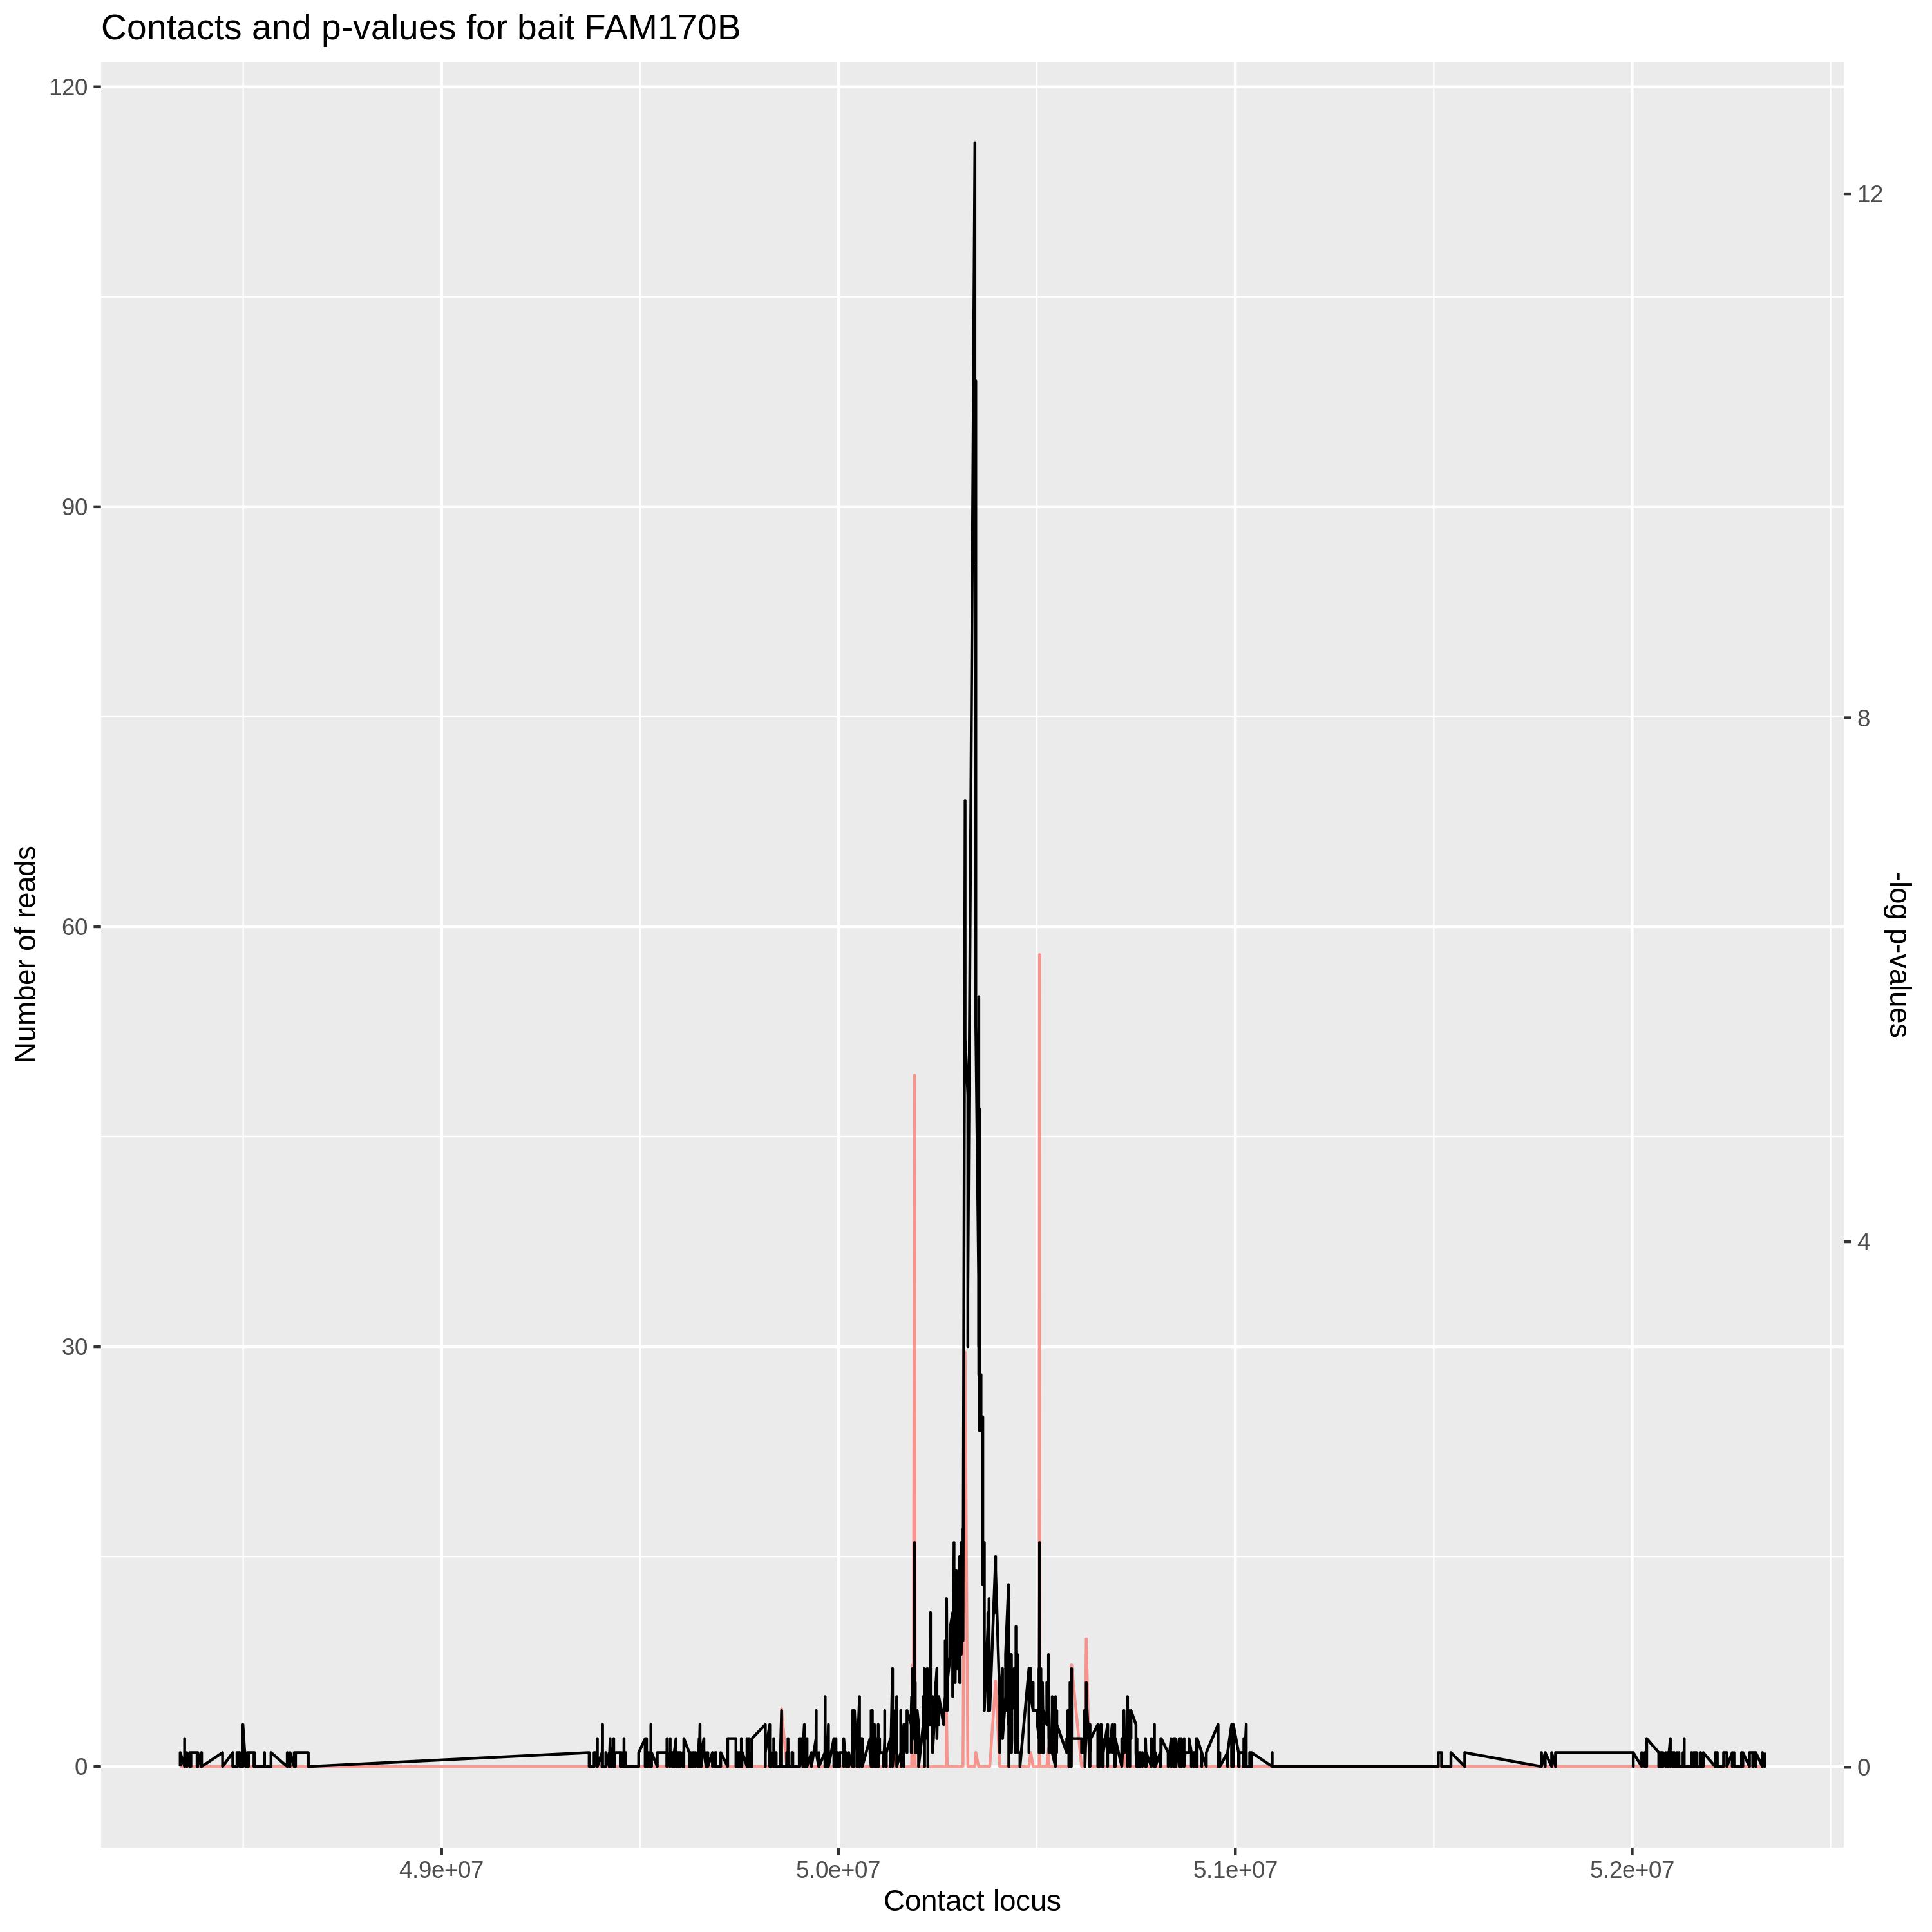 Contacts and p-values for bait FAM170B
120
90
60
30
0
Number of reads
12
8
4
0
-log p-values
4.9e+07 5.0e+07 5.1e+07 5.2e+07
Contact locus